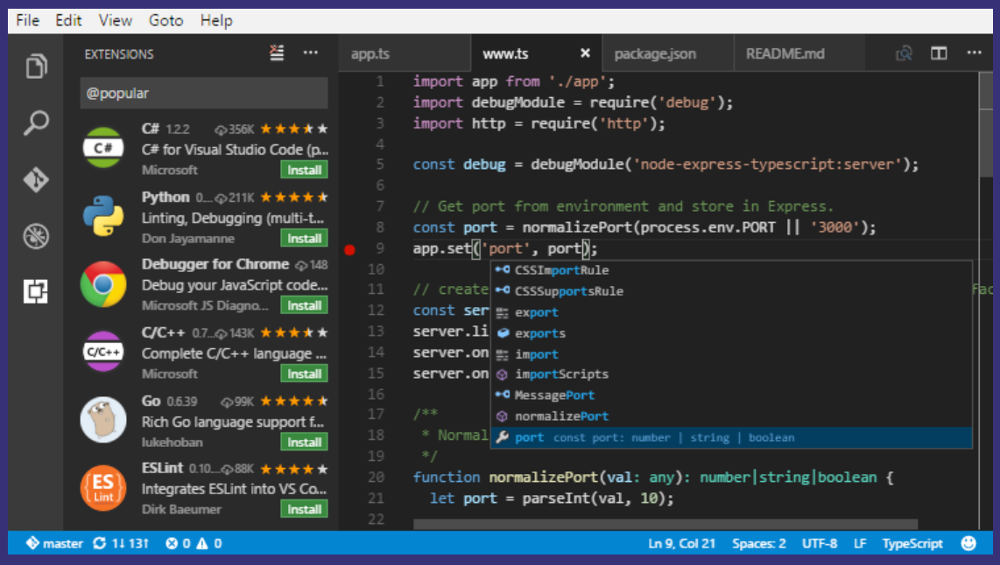 File Edit View Goto Help
EXTENSIONS
@popular
C# 1.2.2 356K
C#
C# for Visual Studio Code (p...
Microsoft Install
Python 0.... 211K
Linting, Debugging (multi-t...
Don Jayamanne Install
Debugger for Chrome 148
Debug your JavaScript code...
Microsoft JS Diagno... Install
C/C++ 0.7... 143K
C/C++
Complete C/C++ language ...
Microsoft Install
Go 0.6.39 99K
Rich Go language support f...
lukehoban Install
ESLint 0.10... 88K
ES
Lint
Integrates ESLint into VS Co...
Dirk Baeumer Install
app.ts www.ts × package.json README.md ...
1 import app from './app';
2 import debugModule = require('debug');
3 import http = require('http');
4
5 const debug = debugModule('node-express-typescript:server');
6
7 // Get port from environment and store in Express.
8 const port = normalizePort(process.env.PORT || '3000');
9 app.set('port', port);
10
11 // create fac
12 const ser
13 server.li
14 server.on
15 server.on
16
17 /**
18 * Normal
19 */
20 function normalizePort(val: any): number|string|boolean {
21 let port = parseInt(val, 10);
22
CSSImportRule
CSSSupportsRule
export
exports
import
importScripts
MessagePort
normalizePort
port const port: number | string | boolean
master 1↓ 13↑ 0 0 Ln 9, Col 21 Spaces: 2 UTF-8 LF TypeScript